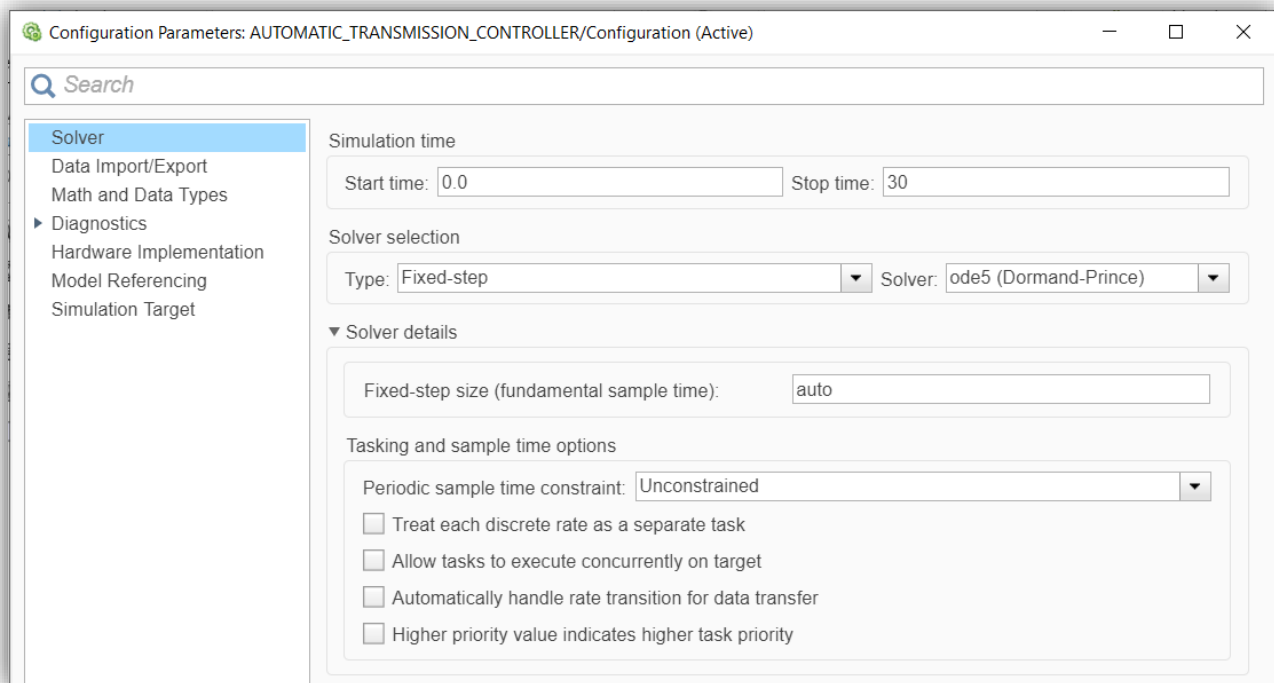 Configuration Parameters: AUTOMATIC_TRANSMISSION_CONTROLLER/Configuration (Active)
Search
Solver
Data Import/Export
Math and Data Types
Diagnostics
Hardware Implementation
Model Referencing
Simulation Target
Simulation time
Start time: 0.0 Stop time: 30
Solver selection
Type: Fixed-step Solver: ode5 (Dormand-Prince)
Solver details
Fixed-step size (fundamental sample time): auto
Tasking and sample time options
Periodic sample time constraint: Unconstrained
Treat each discrete rate as a separate task
Allow tasks to execute concurrently on target
Automatically handle rate transition for data transfer
Higher priority value indicates higher task priority